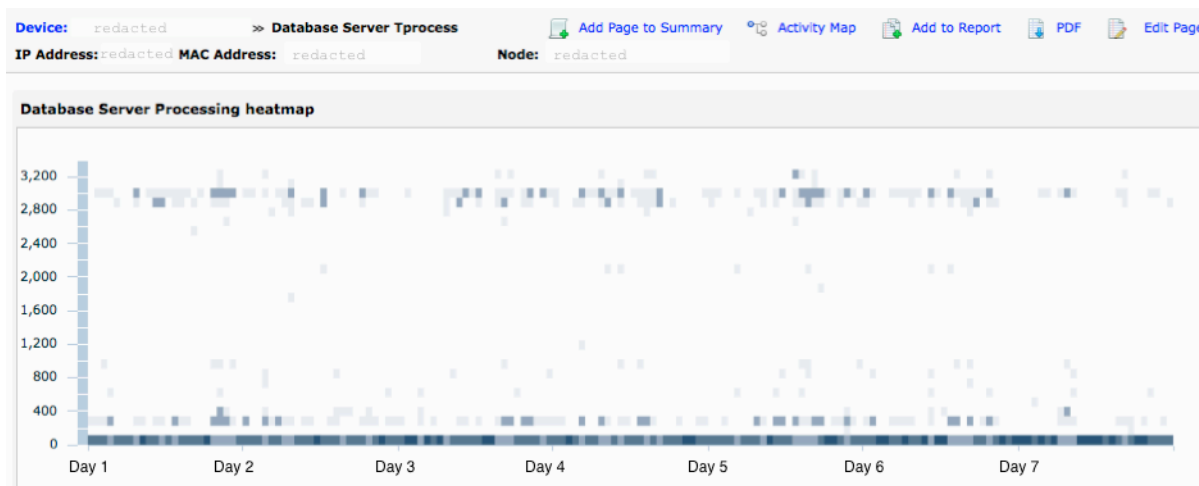 Device: redacted » Database Server Tprocess Add Page to Summary Activity Map Add to Report PDF Edit Page
IP Address: redacted MAC Address: redacted Node: redacted
Database Server Processing heatmap
3,200
2,800
2,400
2,000
1,600
1,200
800
400
0
Day 1 Day 2 Day 3 Day 4 Day 5 Day 6 Day 7